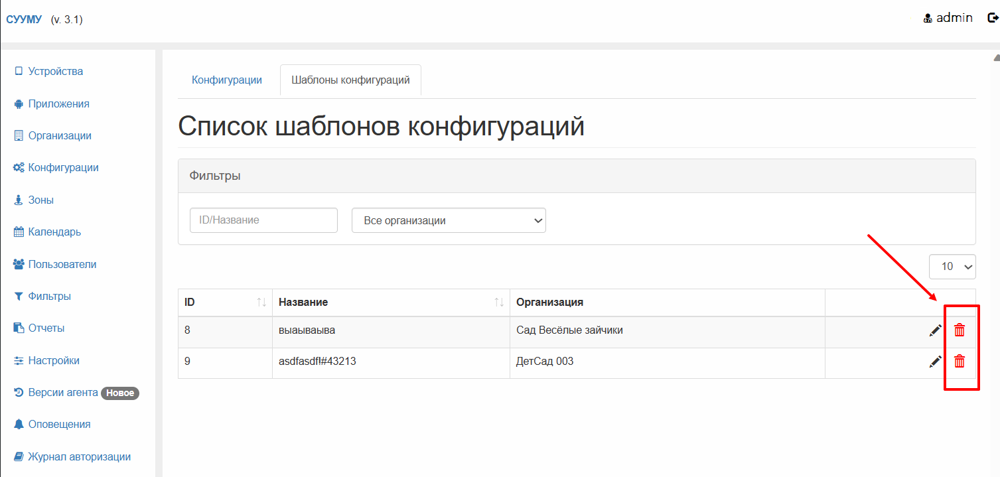 СУУМУ (v. 3.1)
admin
Устройства
Приложения
Организации
Конфигурации
Зоны
Календарь
Пользователи
Фильтры
Отчеты
Настройки
Версии агента Новое
Оповещения
Журнал авторизации
Конфигурации Шаблоны конфигураций
Список шаблонов конфигураций
Фильтры
ID/Название Все организации
10
ID Название Организация
8 выаываыва Сад Весёлые зайчики
9 asdfasdfl#43213 ДетСад 003